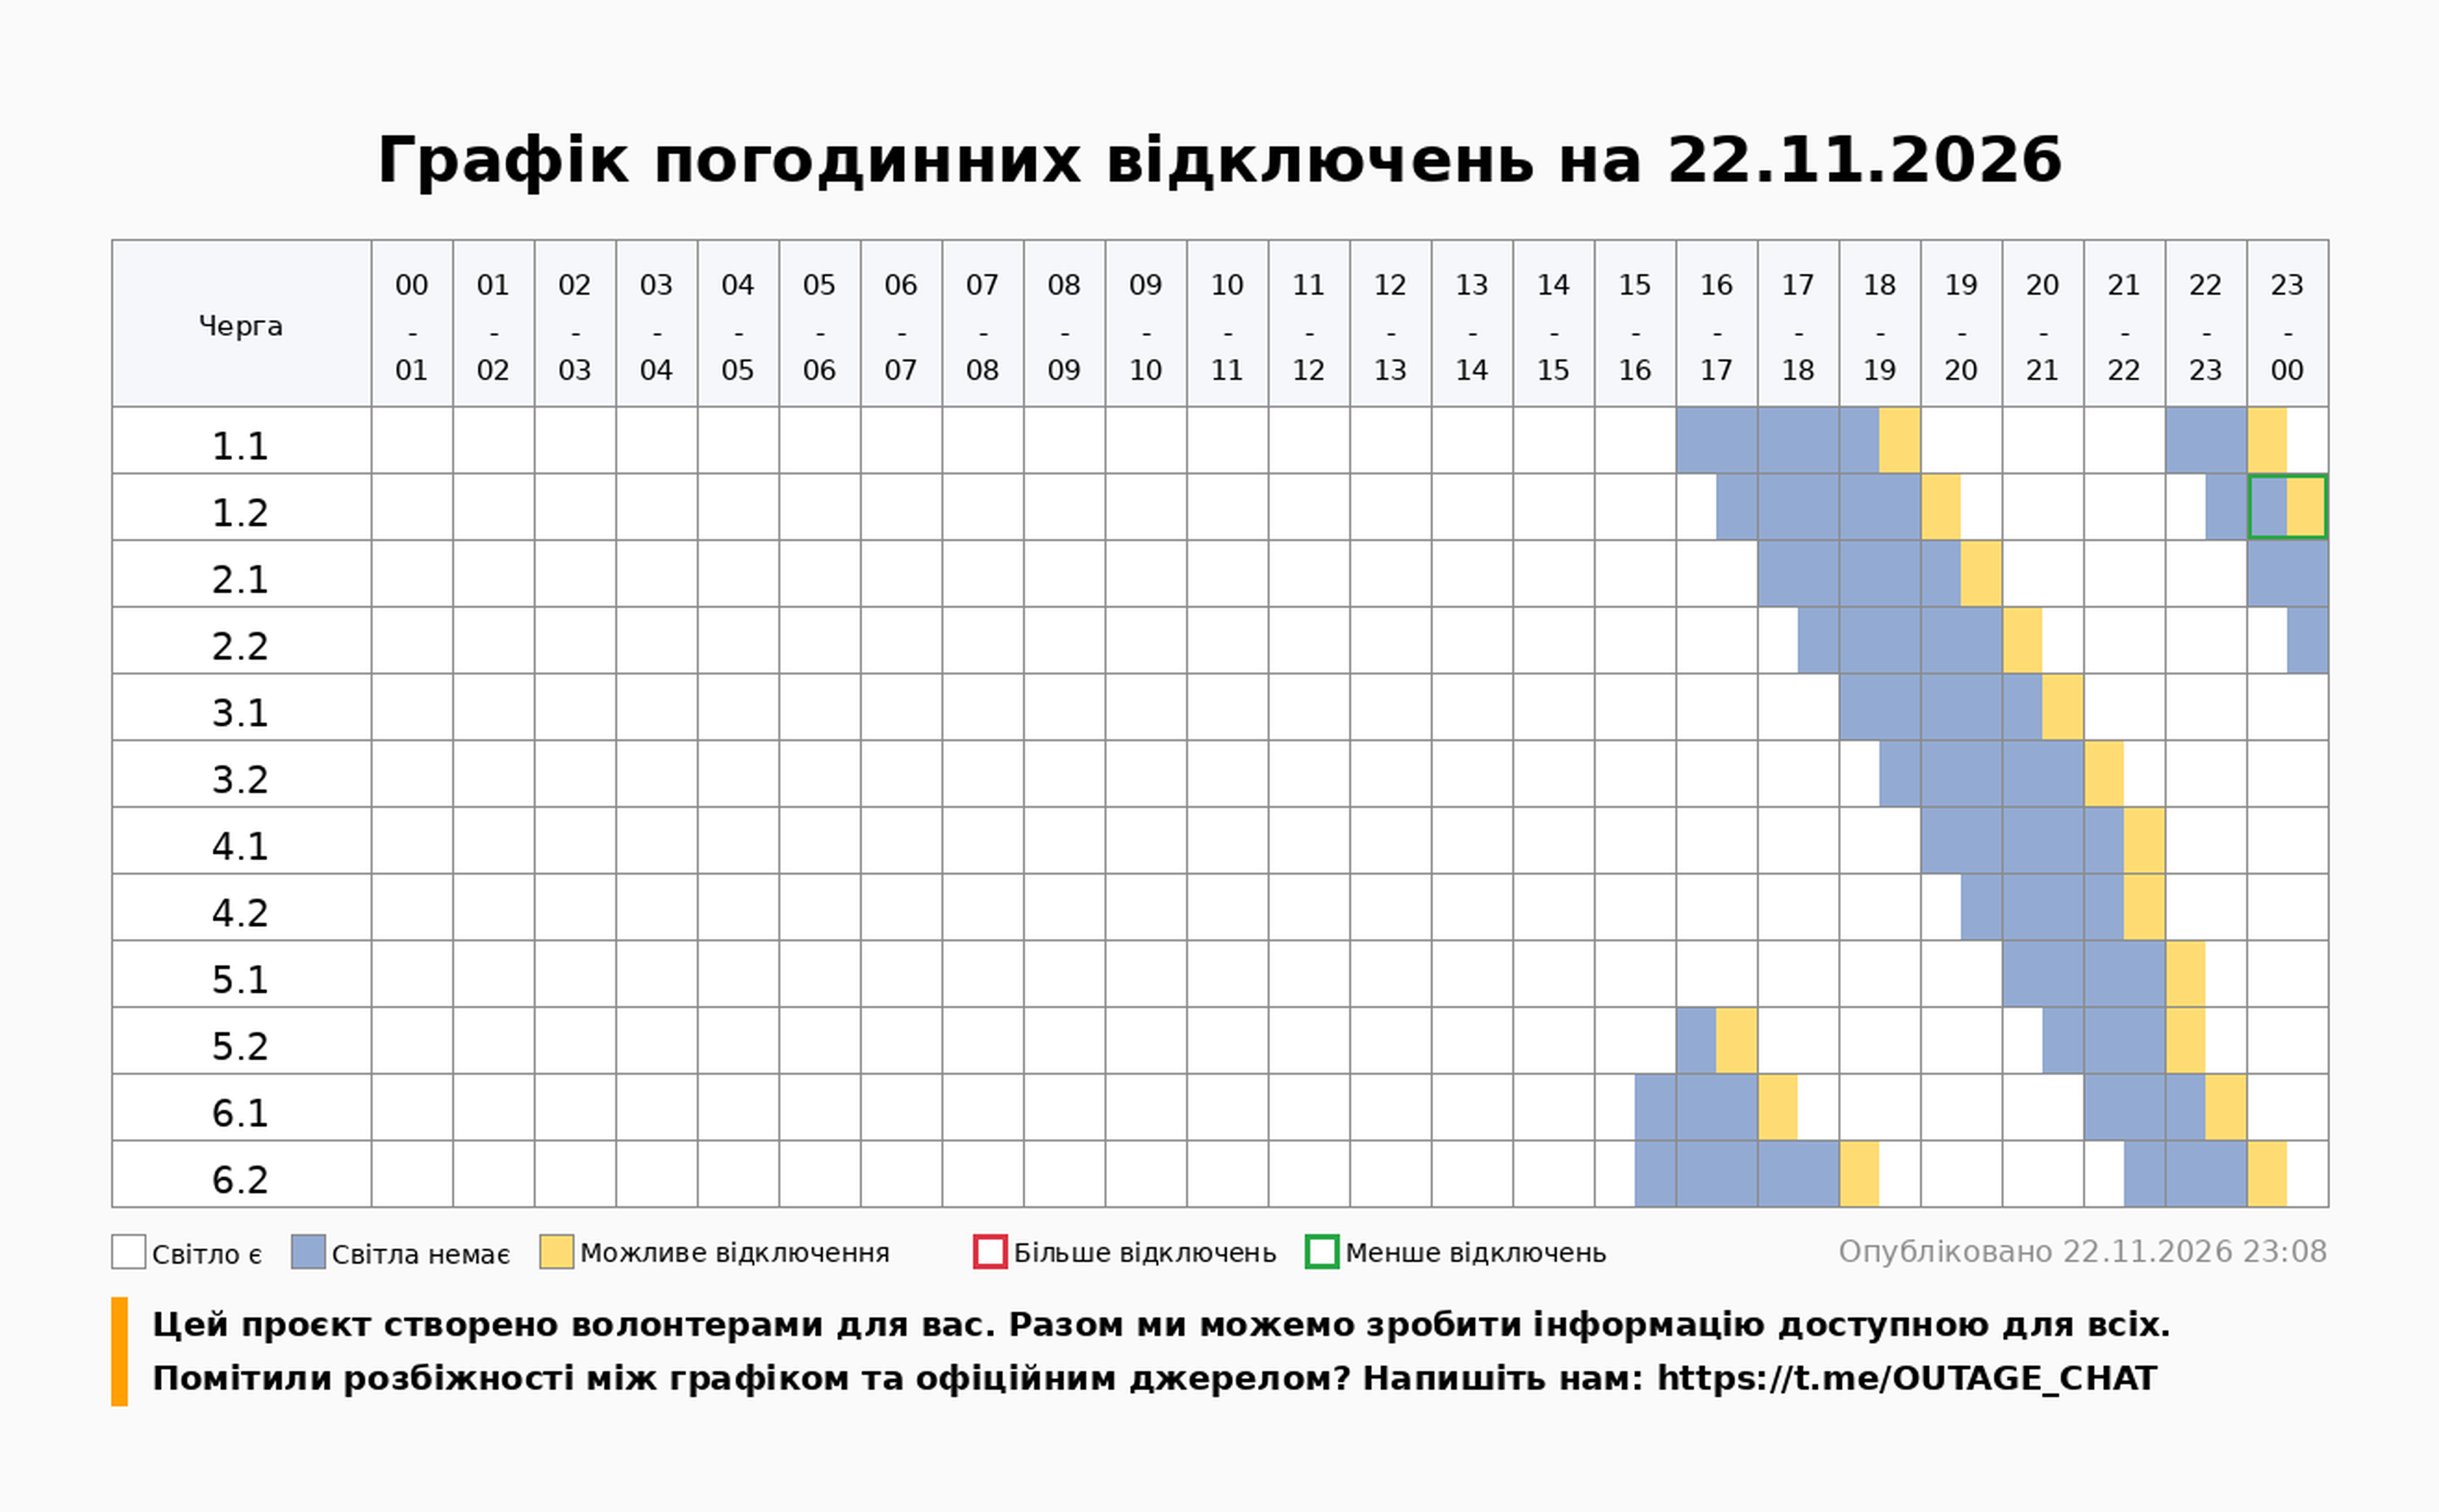 Графік погодинних відключень на 22.11.2026
Черга
00 - 01
01 - 02
02 - 03
03 - 04
04 - 05
05 - 06
06 - 07
07 - 08
08 - 09
09 - 10
10 - 11
11 - 12
12 - 13
13 - 14
14 - 15
15 - 16
16 - 17
17 - 18
18 - 19
19 - 20
20 - 21
21 - 22
22 - 23
23 - 00
1.1
1.2
2.1
2.2
3.1
3.2
4.1
4.2
5.1
5.2
6.1
6.2
Світло є
Світла немає
Можливе відключення
Більше відключень
Менше відключень
Опубліковано 22.11.2026 23:08
Цей проєкт створено волонтерами для вас. Разом ми можемо зробити інформацію доступною для всіх.
Помітили розбіжності між графіком та офіційним джерелом? Напишіть нам: https://t.me/OUTAGE_CHAT